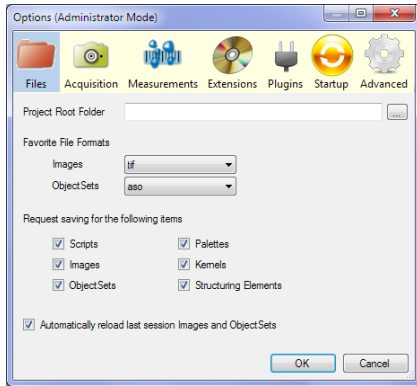 Options (Administrator Mode)
Files Acquisition Measurements Extensions Plugins Startup Advanced
Project Root Folder ...
Favorite File Formats
Images tif
ObjectSets aso
Request saving for the following items
Scripts Palettes
Images Kernels
ObjectSets Structuring Elements
Automatically reload last session Images and ObjectSets
OK Cancel